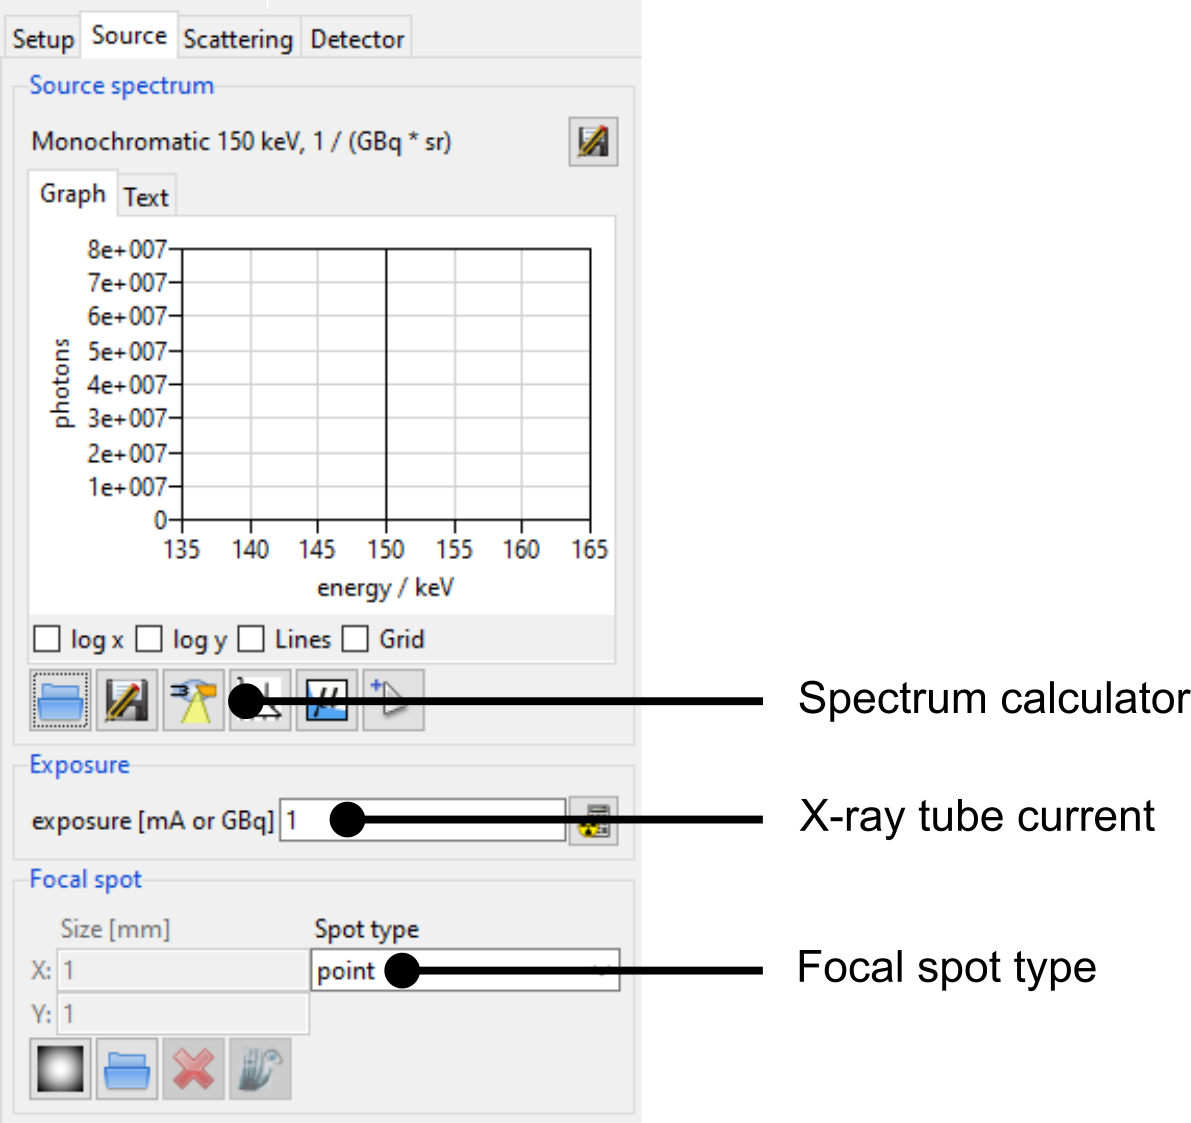 Setup Source Scattering Detector
Source spectrum
Monochromatic 150 keV, 1 / (GBq * sr)
Graph Text
8e+007
7e+007
6e+007
5e+007
4e+007
3e+007
2e+007
1e+007
0
photons
135 140 145 150 155 160 165
energy / keV
log x log y Lines Grid
μ +
Spectrum calculator
Exposure
exposure [mA or GBq] 1
X-ray tube current
Focal spot
Size [mm] Spot type
X: 1 point
Focal spot type
Y: 1